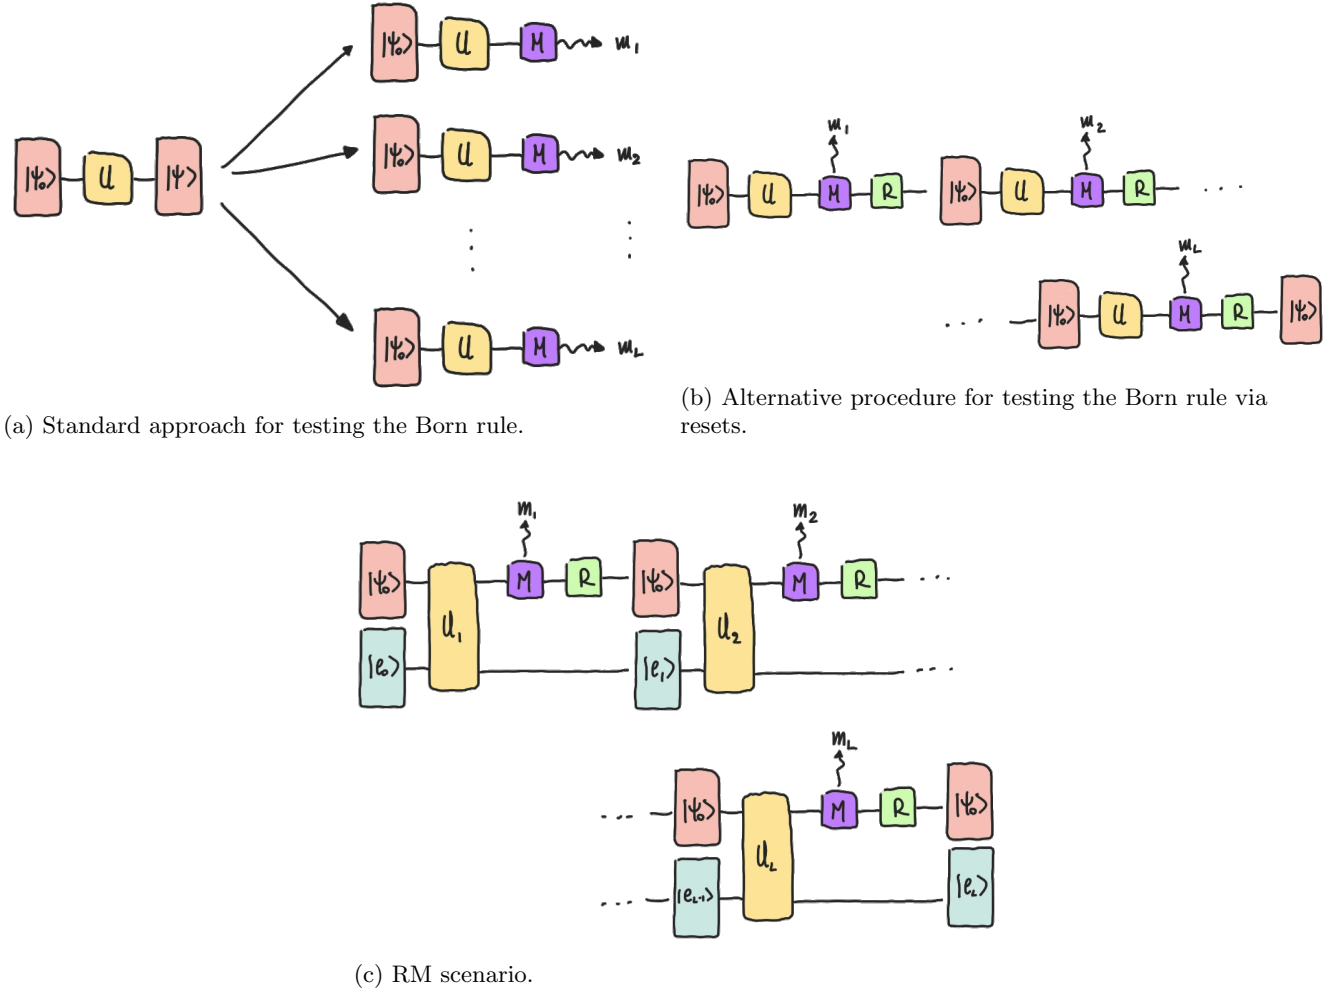 |ψ₀⟩ U |ψ⟩
|ψ₀⟩ U M m₁
|ψ₀⟩ U M m₂
|ψ₀⟩ U M m_L
(a) Standard approach for testing the Born rule.
m₁ m₂
|ψ₀⟩ U M R |ψ₀⟩ U M R ...
m_L
... |ψ₀⟩ U M R |ψ₀⟩
(b) Alternative procedure for testing the Born rule via
resets.
m₁ m₂
|ψ₀⟩ M R |ψ₀⟩ M R ...
U₁ U₂
|e₀⟩ |e₁⟩ ...
m_L
... |ψ₀⟩ M R |ψ₀⟩
U_L
... |e_{L-1}⟩ |e_L⟩
(c) RM scenario.